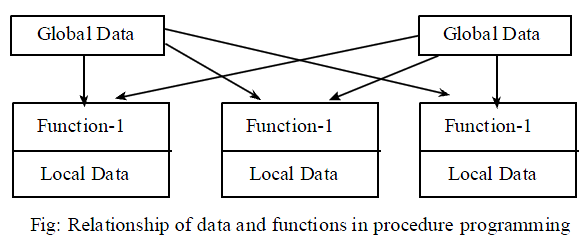 Global Data
Global Data
Function-1
Function-1
Function-1
Local Data
Local Data
Local Data
Fig: Relationship of data and functions in procedure programming